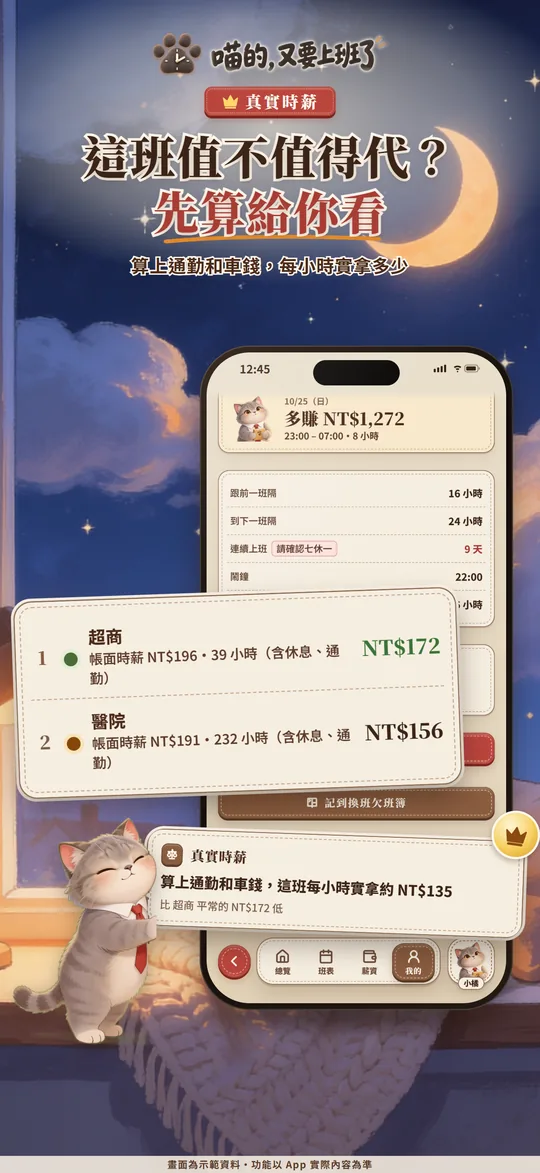 喵的，又要上班了
真實時薪
這班值不值得代？
先算給你看
算上通勤和車錢，每小時實拿多少
12:45
10/25（日）
多賺 NT$1,272
23:00 – 07:00・8 小時
跟前一班隔 16 小時
到下一班隔 24 小時
連續上班 請確認七休一 9 天
鬧鐘 22:00
小時
1 超商 NT$172
帳面時薪 NT$196・39 小時（含休息、通
勤）
2 醫院 NT$156
帳面時薪 NT$191・232 小時（含休息、通
勤）
記到換班欠班簿
真實時薪
算上通勤和車錢，這班每小時實拿約 NT$135
比 超商 平常的 NT$172 低
總覽 班表 薪資 我的 小橘
畫面為示範資料・功能以 App 實際內容為準